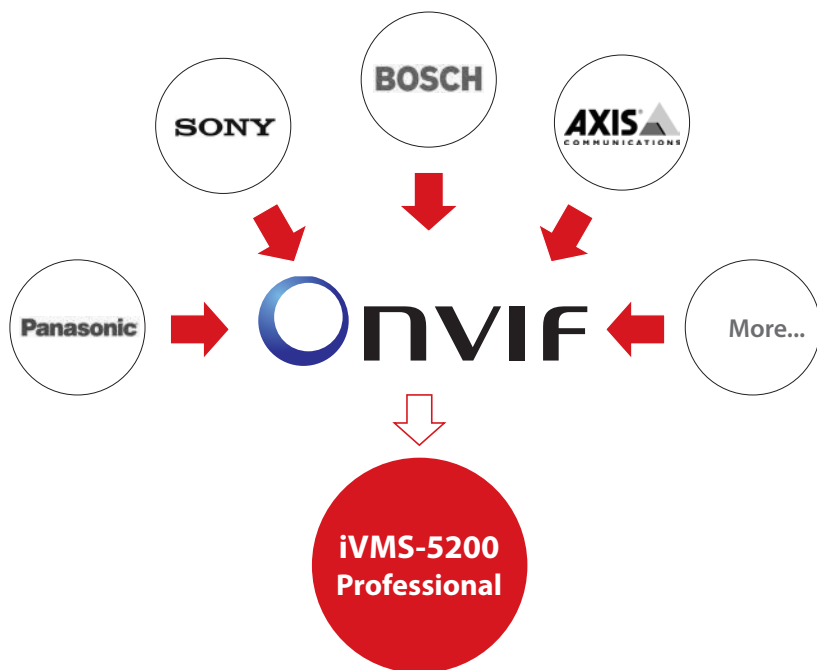 BOSCH
SONY
AXIS
COMMUNICATIONS
Panasonic
ONVIF
More...
iVMS-5200
Professional